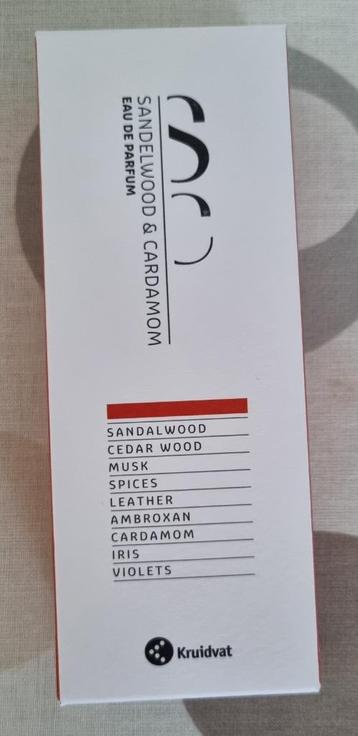 SANDELWOOD & CARDAMOM
EAU DE PARFUM
SANDALWOOD
CEDAR WOOD
MUSK
SPICES
LEATHER
AMBROXAN
CARDAMOM
IRIS
VIOLETS
Kruidvat